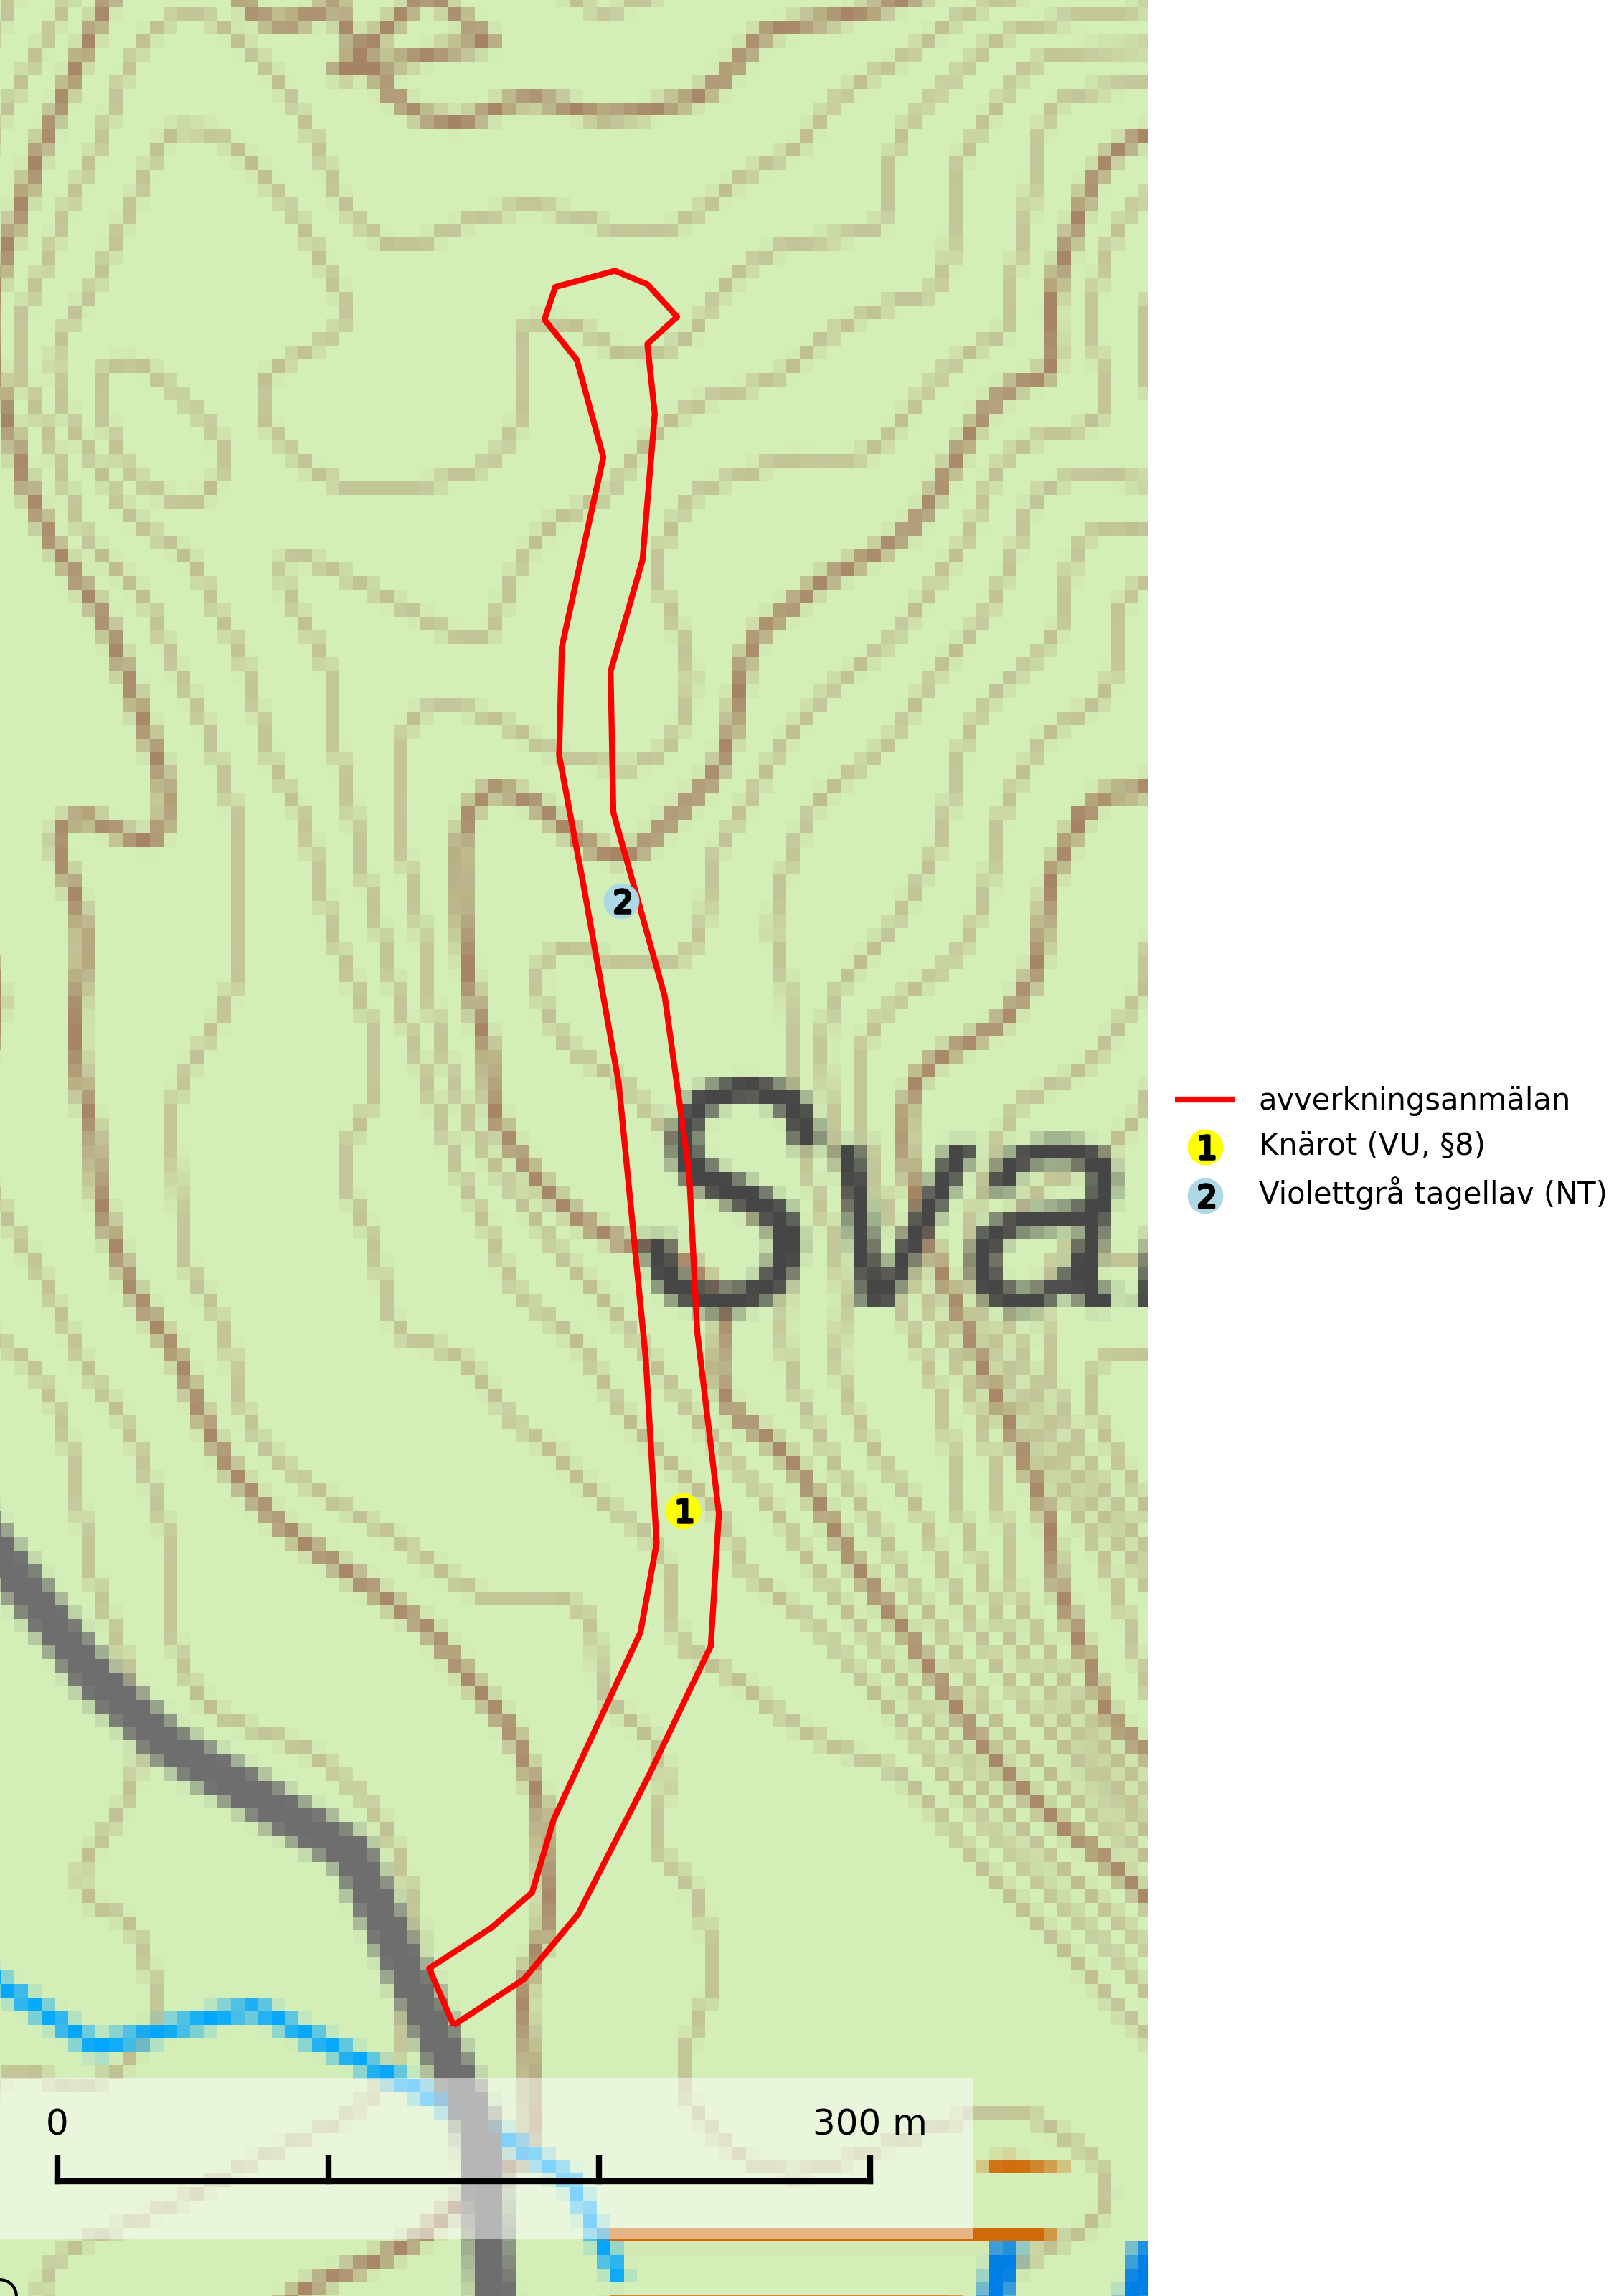 2
Sva
avverkningsanmälan
1 Knärot (VU, §8)
2 Violettgrå tagellav (NT)
1
0 300 m